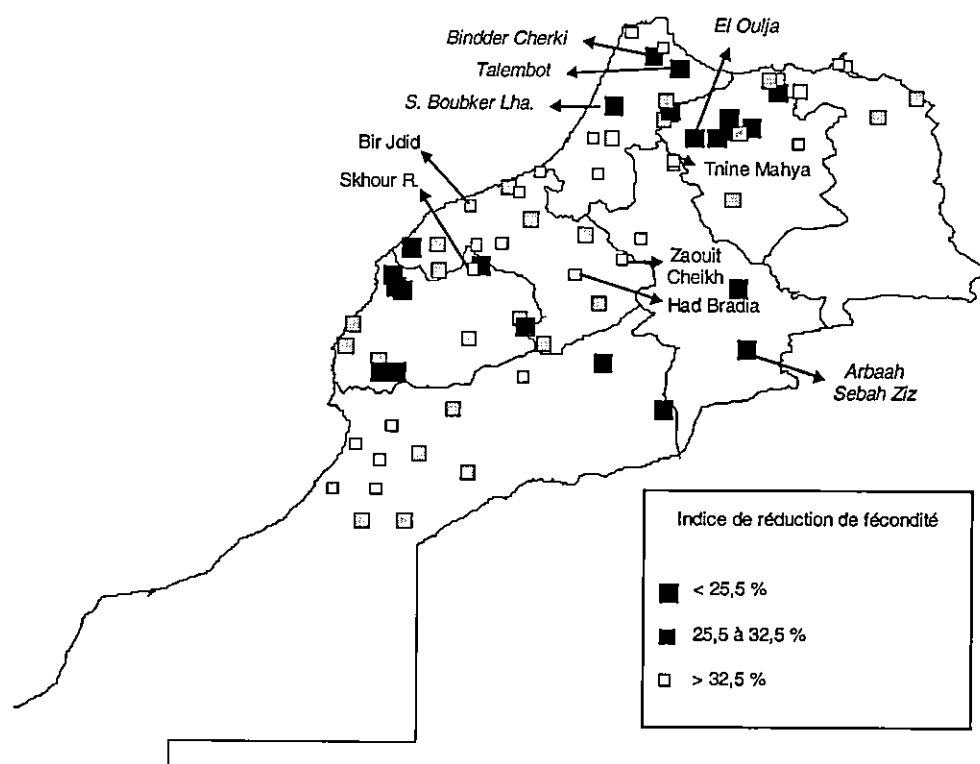 El Oulja
Bindder Cherki
Talembot
S. Boubker Lha.
Bir Jdid
Skhour R.
Tnine Mahya
Zaouit
Cheikh
Had Bradia
Arbaah
Sebah Ziz
Indice de réduction de fécondité
< 25,5 %
25,5 à 32,5 %
> 32,5 %